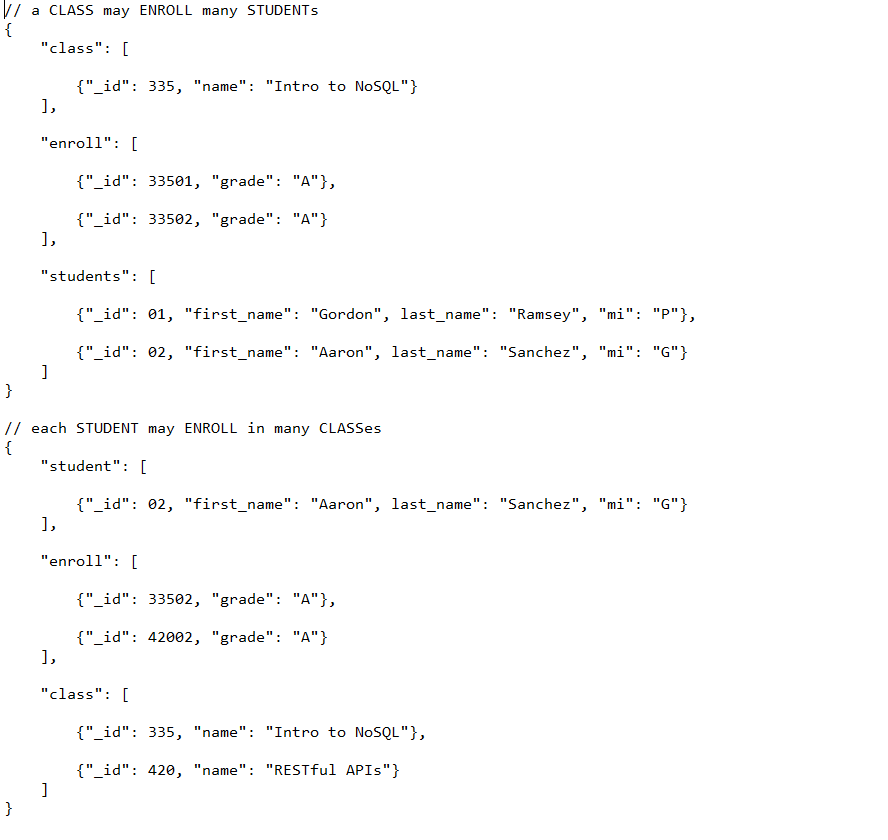 // a CLASS may ENROLL many STUDENTs
{
    "class": [
        {"_id": 335, "name": "Intro to NoSQL"}
    ],
    "enroll": [
        {"_id": 33501, "grade": "A"},
        {"_id": 33502, "grade": "A"}
    ],
    "students": [
        {"_id": 01, "first_name": "Gordon", last_name": "Ramsey", "mi": "P"},
        {"_id": 02, "first_name": "Aaron", last_name": "Sanchez", "mi": "G"}
    ]
}
// each STUDENT may ENROLL in many CLASSes
{
    "student": [
        {"_id": 02, "first_name": "Aaron", last_name": "Sanchez", "mi": "G"}
    ],
    "enroll": [
        {"_id": 33502, "grade": "A"},
        {"_id": 42002, "grade": "A"}
    ],
    "class": [
        {"_id": 335, "name": "Intro to NoSQL"},
        {"_id": 420, "name": "RESTful APIs"}
    ]
}